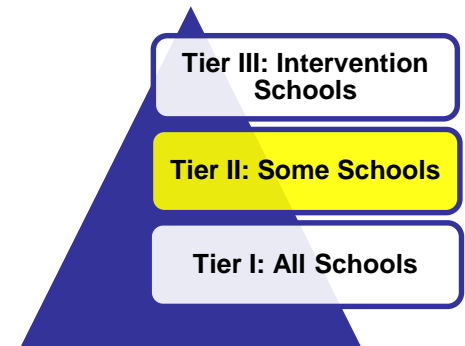 Tier III: Intervention
Schools
Tier II: Some Schools
Tier I: All Schools